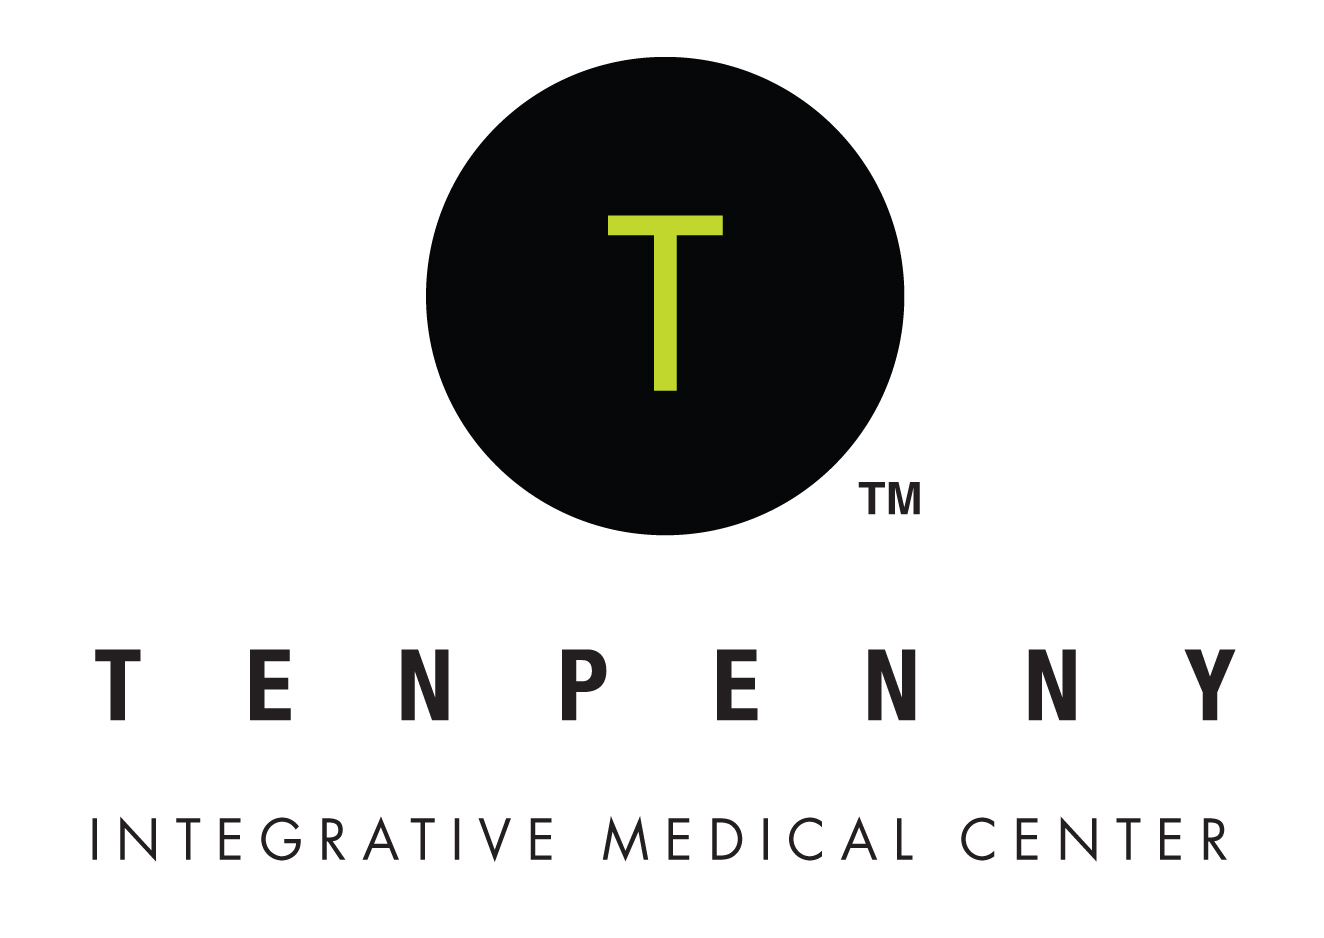 T
TM
TENPENNY
INTEGRATIVE MEDICAL CENTER